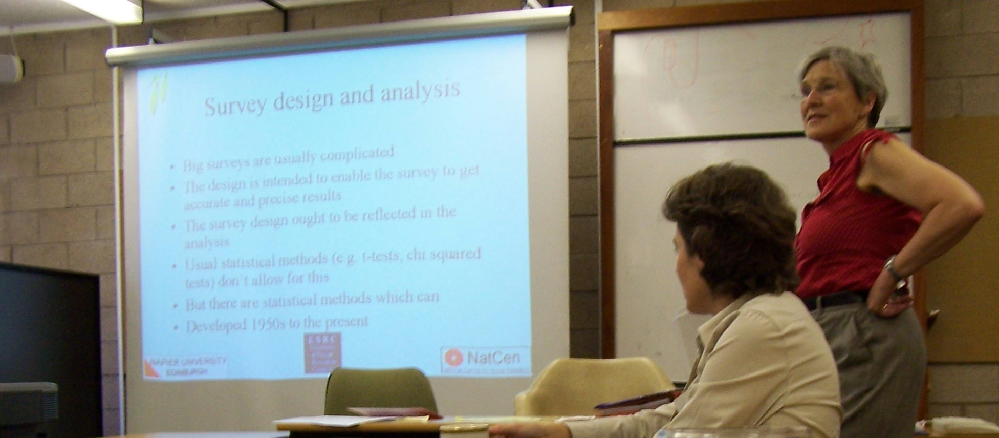 Survey design and analysis
• Big surveys are usually complicated
• The design is intended to enable the survey to get
accurate and precise results
• The survey design ought to be reflected in the
analysis
• Usual statistical methods (e.g. t-tests, chi squared
tests) don't allow for this
• But there are statistical methods which can
• Developed 1950s to the present
NAPIER UNIVERSITY
EDINBURGH
E S R C
NatCen